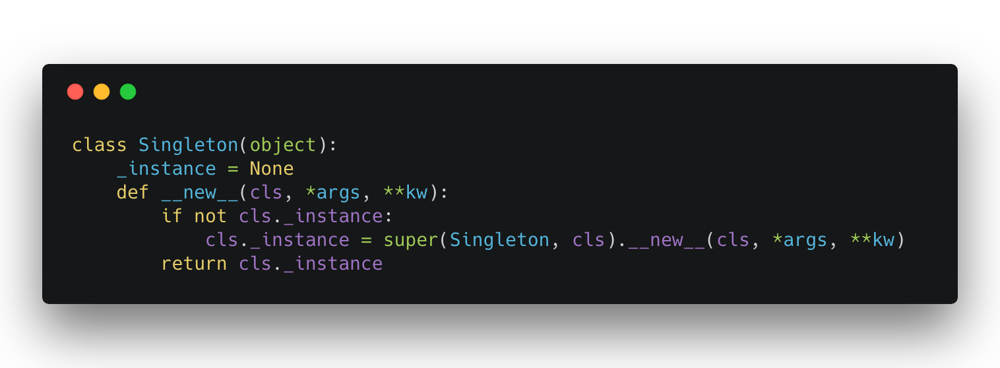 class Singleton(object):
    _instance = None
    def __new__(cls, *args, **kw):
        if not cls._instance:
            cls._instance = super(Singleton, cls).__new__(cls, *args, **kw)
        return cls._instance